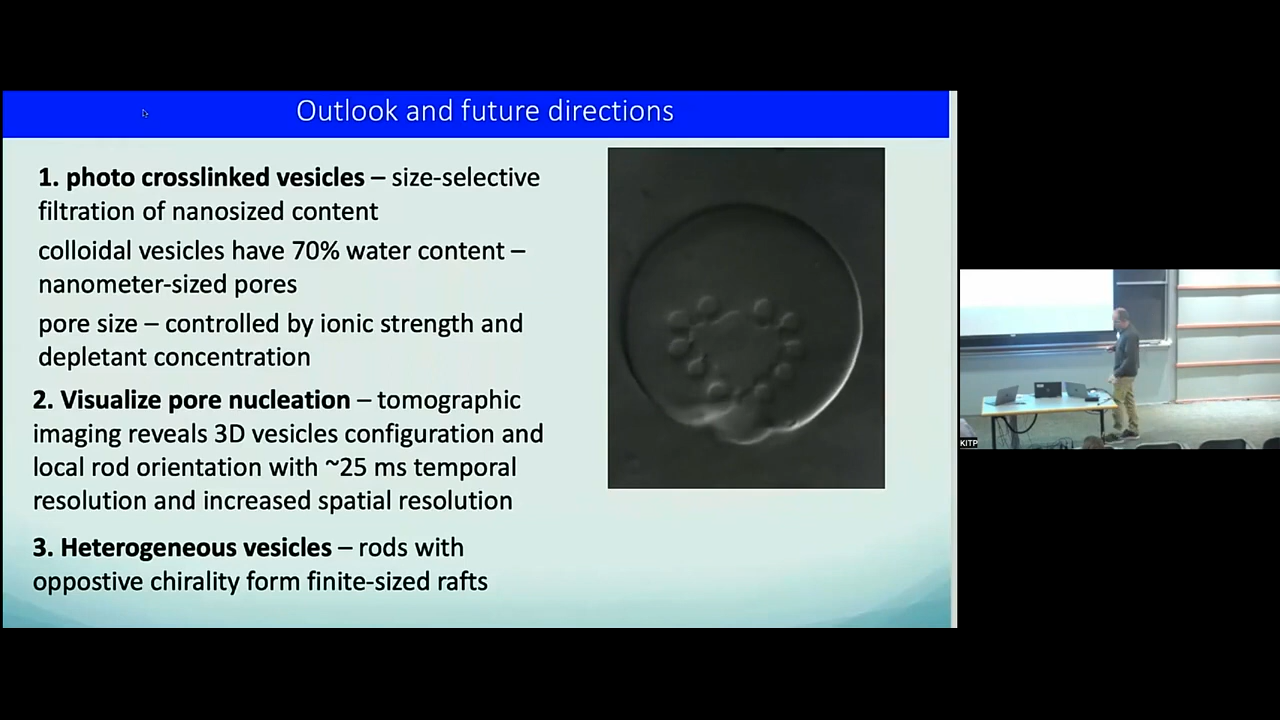 Outlook and future directions
1. photo crosslinked vesicles – size-selective
filtration of nanosized content
colloidal vesicles have 70% water content –
nanometer-sized pores
pore size – controlled by ionic strength and
depletant concentration
2. Visualize pore nucleation – tomographic
imaging reveals 3D vesicles configuration and
local rod orientation with ~25 ms temporal
resolution and increased spatial resolution
3. Heterogeneous vesicles – rods with
oppostive chirality form finite-sized rafts
KITP